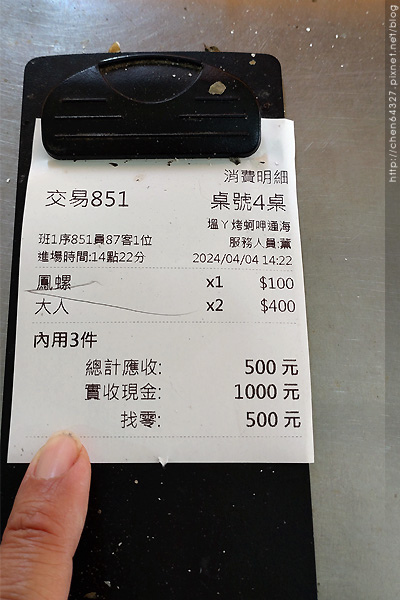 消費明細
交易851 桌號4桌
塭丫烤蚵呷通海
班1序851員87客1位 服務人員:薰
進場時間:14點22分 2024/04/04 14:22
鳳螺 x1 $100
大人 x2 $400
內用3件
總計應收: 500 元
實收現金: 1000 元
找零: 500 元
http://chen64327.pixnet.net/blog